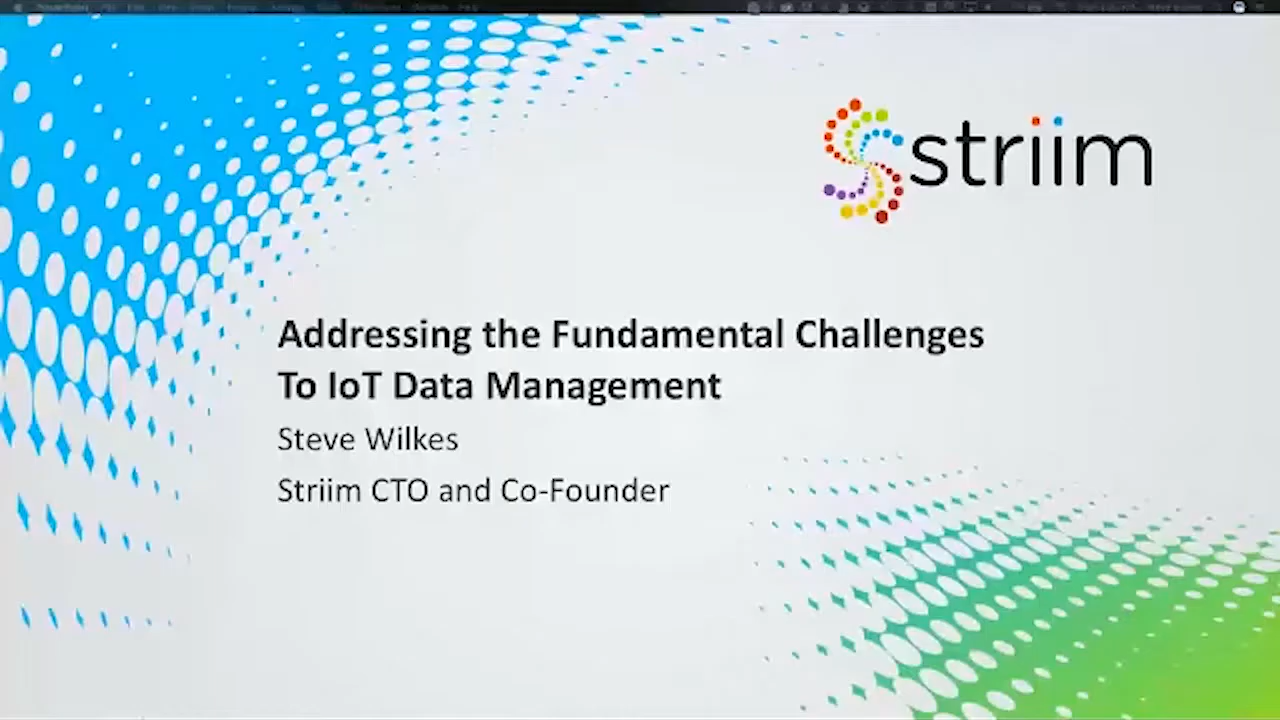 striim
Addressing the Fundamental Challenges
To IoT Data Management
Steve Wilkes
Striim CTO and Co-Founder